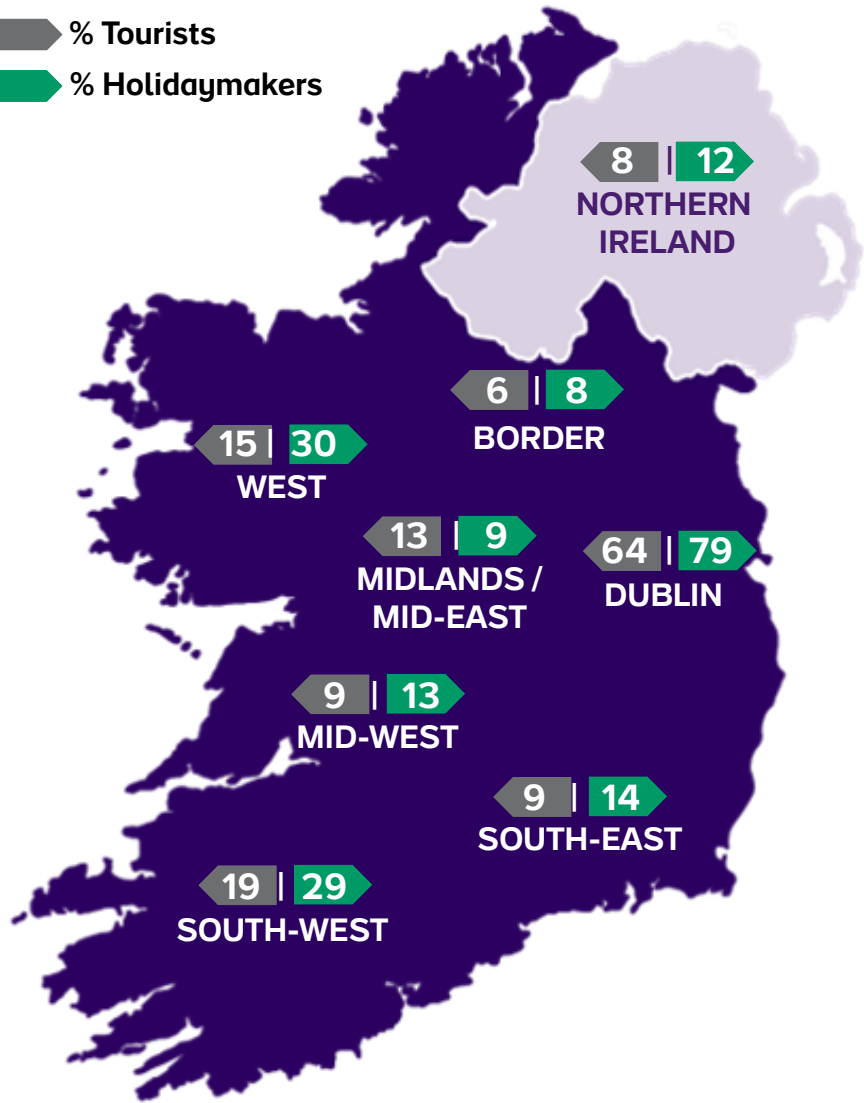 % Tourists
% Holidaymakers
8 | 12
NORTHERN
IRELAND
6 | 8
BORDER
15 | 30
WEST
13 | 9
MIDLANDS /
MID-EAST
64 | 79
DUBLIN
9 | 13
MID-WEST
9 | 14
SOUTH-EAST
19 | 29
SOUTH-WEST